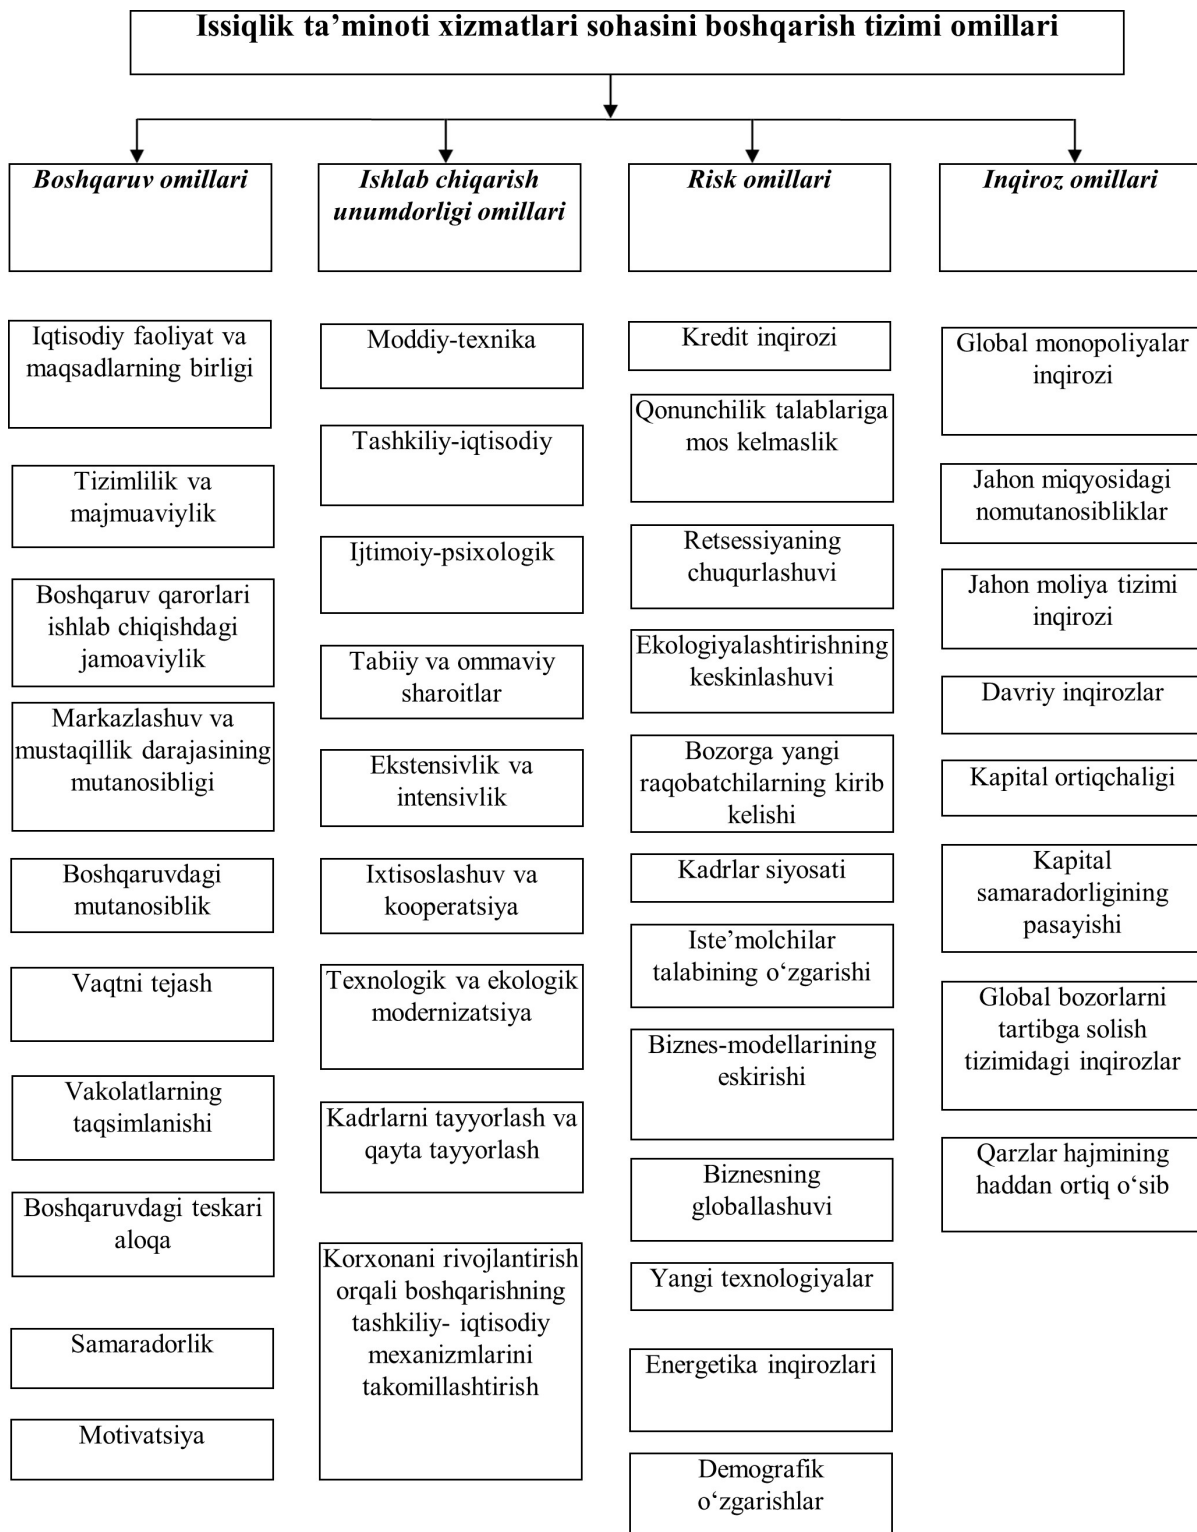 Issiqlik ta’minoti xizmatlari sohasini boshqarish tizimi omillari
Boshqaruv omillari
Iqtisodiy faoliyat va
maqsadlarning birligi
Tizimlilik va
majmuaviylik
Boshqaruv qarorlari
ishlab chiqishdagi
jamoaviylik
Markazlashuv va
mustaqillik darajasining
mutanosibligi
Boshqaruvdagi
mutanosiblik
Vaqtni tejash
Vakolatlarning
taqsimlanishi
Boshqaruvdagi teskari
aloqa
Samaradorlik
Motivatsiya
Ishlab chiqarish
unumdorligi omillari
Moddiy-texnika
Tashkiliy-iqtisodiy
Ijtimoiy-psixologik
Tabiiy va ommaviy
sharoitlar
Ekstensivlik va
intensivlik
Ixtisoslashuv va
kooperatsiya
Texnologik va ekologik
modernizatsiya
Kadrlarni tayyorlash va
qayta tayyorlash
Korxonani rivojlantirish
orqali boshqarishning
tashkiliy- iqtisodiy
mexanizmlarini
takomillashtirish
Risk omillari
Kredit inqirozi
Qonunchilik talablariga
mos kelmaslik
Retsessiyaning
chuqurlashuvi
Ekologiyalashtirishning
keskinlashuvi
Bozorga yangi
raqobatchilarning kirib
kelishi
Kadrlar siyosati
Iste’molchilar
talabining o‘zgarishi
Biznes-modellarining
eskirishi
Biznesning
globallashuvi
Yangi texnologiyalar
Energetika inqirozlari
Demografik
o‘zgarishlar
Inqiroz omillari
Global monopoliyalar
inqirozi
Jahon miqyosidagi
nomutanosibliklar
Jahon moliya tizimi
inqirozi
Davriy inqirozlar
Kapital ortiqchaligi
Kapital
samaradorligining
pasayishi
Global bozorlarni
tartibga solish
tizimidagi inqirozlar
Qarzlar hajmining
haddan ortiq o‘sib